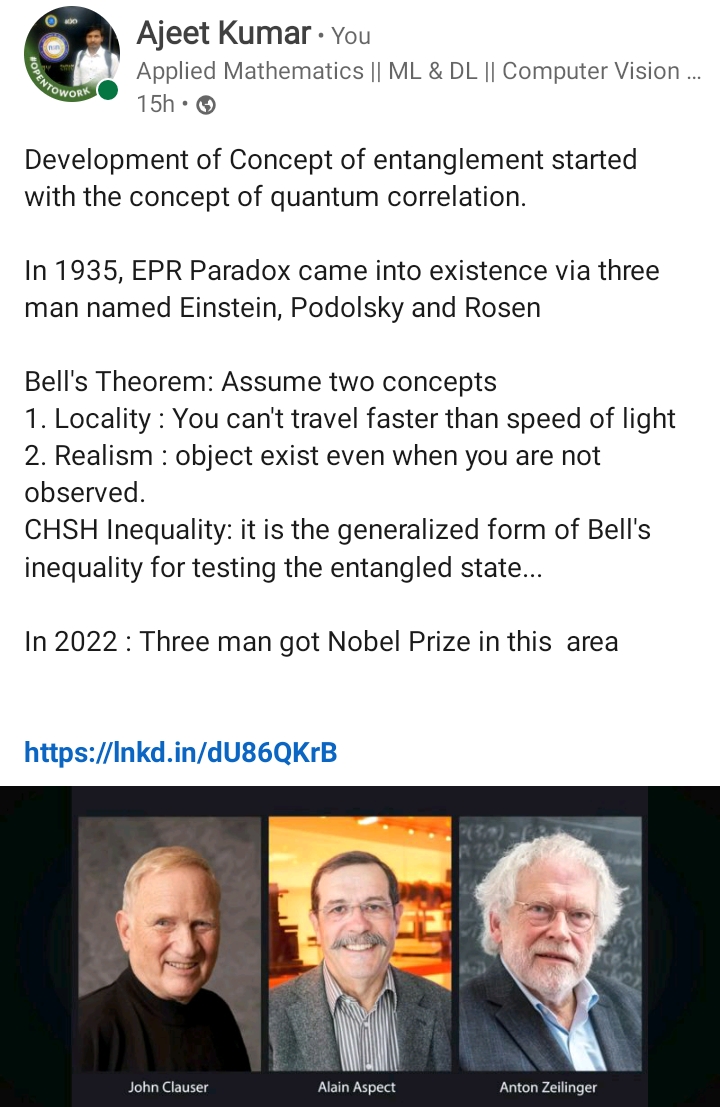 Ajeet Kumar • You
Applied Mathematics || ML & DL || Computer Vision ...
15h •
#OPENTOWORK
Development of Concept of entanglement started
with the concept of quantum correlation.
In 1935, EPR Paradox came into existence via three
man named Einstein, Podolsky and Rosen
Bell's Theorem: Assume two concepts
1. Locality : You can't travel faster than speed of light
2. Realism : object exist even when you are not
observed.
CHSH Inequality: it is the generalized form of Bell's
inequality for testing the entangled state...
In 2022 : Three man got Nobel Prize in this  area
https://lnkd.in/dU86QKrB
John Clauser
Alain Aspect
Anton Zeilinger